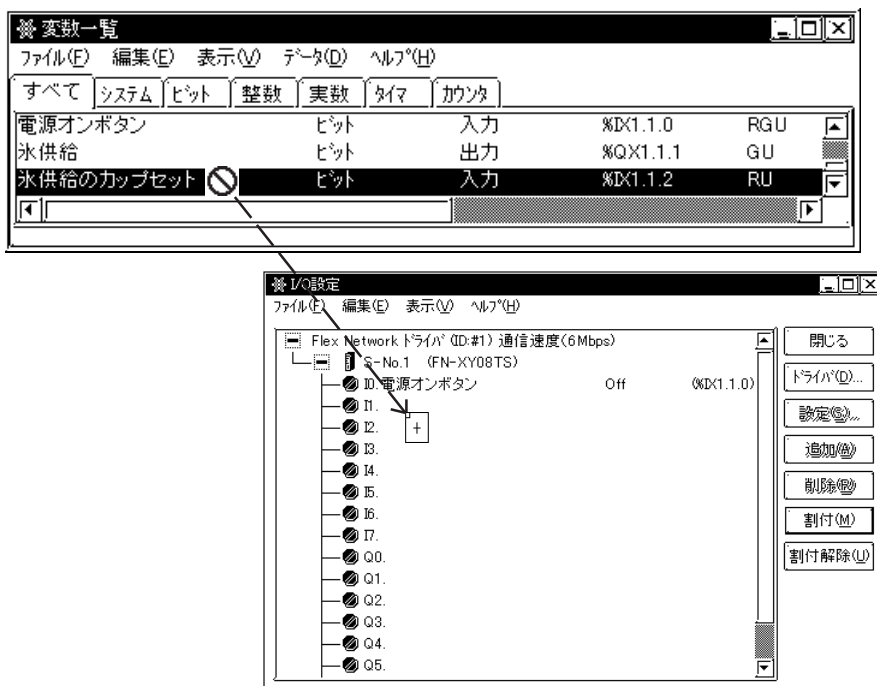 変数一覧
ﾌｧｲﾙ(F) 編集(E) 表示(V) ﾃﾞｰﾀ(D) ﾍﾙﾌﾟ(H)
すべて ｼｽﾃﾑ ﾋﾞｯﾄ 整数 実数 ﾀｲﾏ ｶｳﾝﾀ
電源オンボタン ﾋﾞｯﾄ 入力 %IX1.1.0 RGU
氷供給 ﾋﾞｯﾄ 出力 %QX1.1.1 GU
氷供給のカップセット ﾋﾞｯﾄ 入力 %IX1.1.2 RU
I/O設定
ﾌｧｲﾙ(F) 編集(E) 表示(V) ﾍﾙﾌﾟ(H)
Flex Network ﾄﾞﾗｲﾊﾞ (ID:#1) 通信速度(6Mbps)
S-No.1 (FN-XY08TS)
I0.電源オンボタン Off (%IX1.1.0)
I1.
I2.
I3.
I4.
I5.
I6.
I7.
Q0.
Q1.
Q2.
Q3.
Q4.
Q5.
閉じる
ﾄﾞﾗｲﾊﾞ(D)...
設定(S)...
追加(A)
削除(R)
割付(M)
割付解除(U)